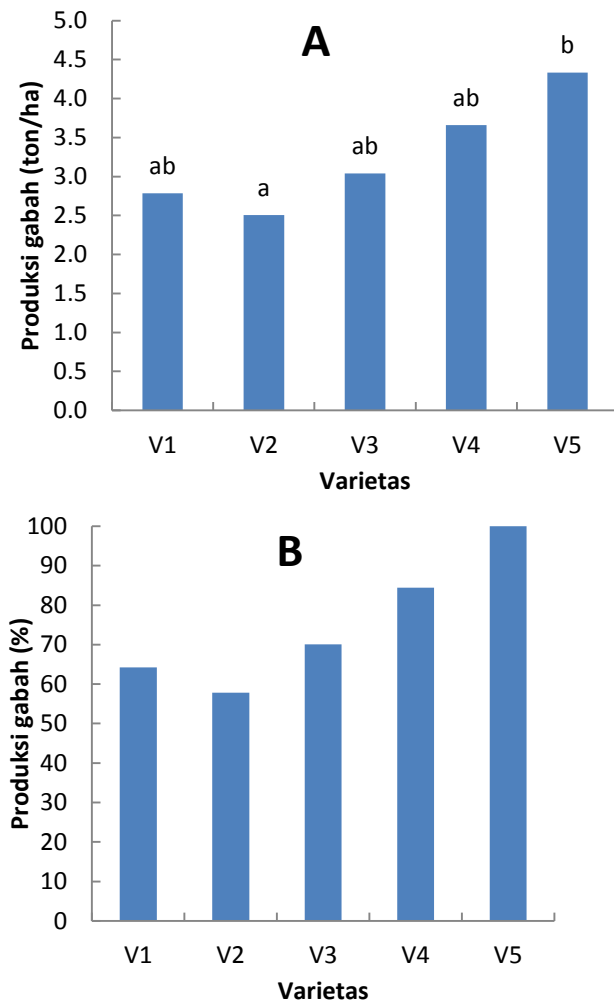 A
Produksi gabah (ton/ha)
5.0
4.5
4.0
3.5
3.0
2.5
2.0
1.5
1.0
0.5
0.0
ab
a
ab
ab
b
V1 V2 V3 V4 V5
Varietas
B
Produksi gabah (%)
100
90
80
70
60
50
40
30
20
10
0
V1 V2 V3 V4 V5
Varietas